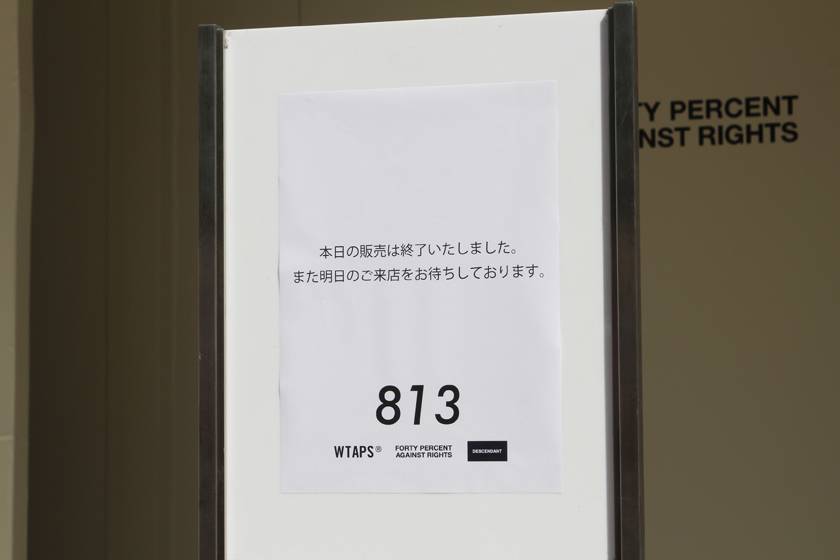 TY PERCENT
NST RIGHTS
本日の販売は終了いたしました。
また明日のご来店をお待ちしております。
813
WTAPS®
FORTY PERCENT
AGAINST RIGHTS
DESCENDANT